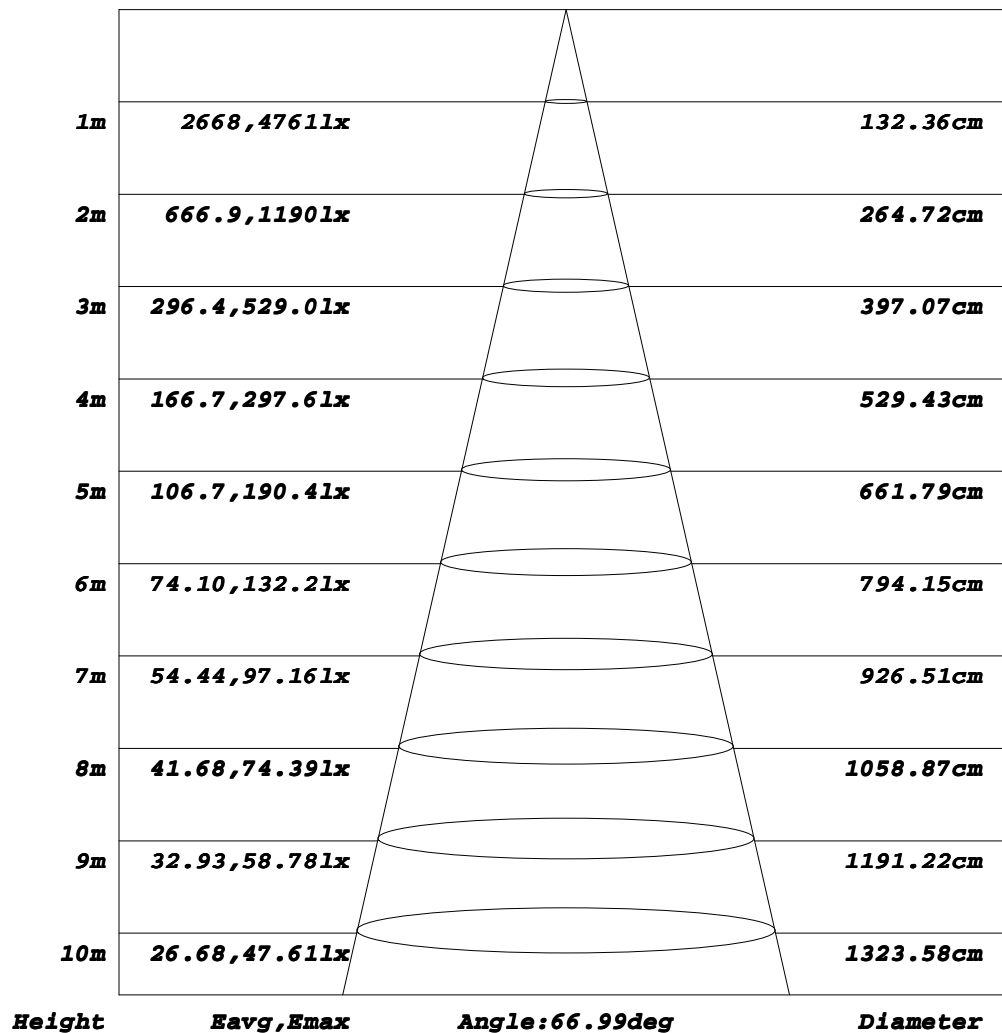 1m 2668,4761lx 132.36cm
2m 666.9,1190lx 264.72cm
3m 296.4,529.0lx 397.07cm
4m 166.7,297.6lx 529.43cm
5m 106.7,190.4lx 661.79cm
6m 74.10,132.2lx 794.15cm
7m 54.44,97.16lx 926.51cm
8m 41.68,74.39lx 1058.87cm
9m 32.93,58.78lx 1191.22cm
10m 26.68,47.61lx 1323.58cm
Height Eavg,Emax Angle:66.99deg Diameter